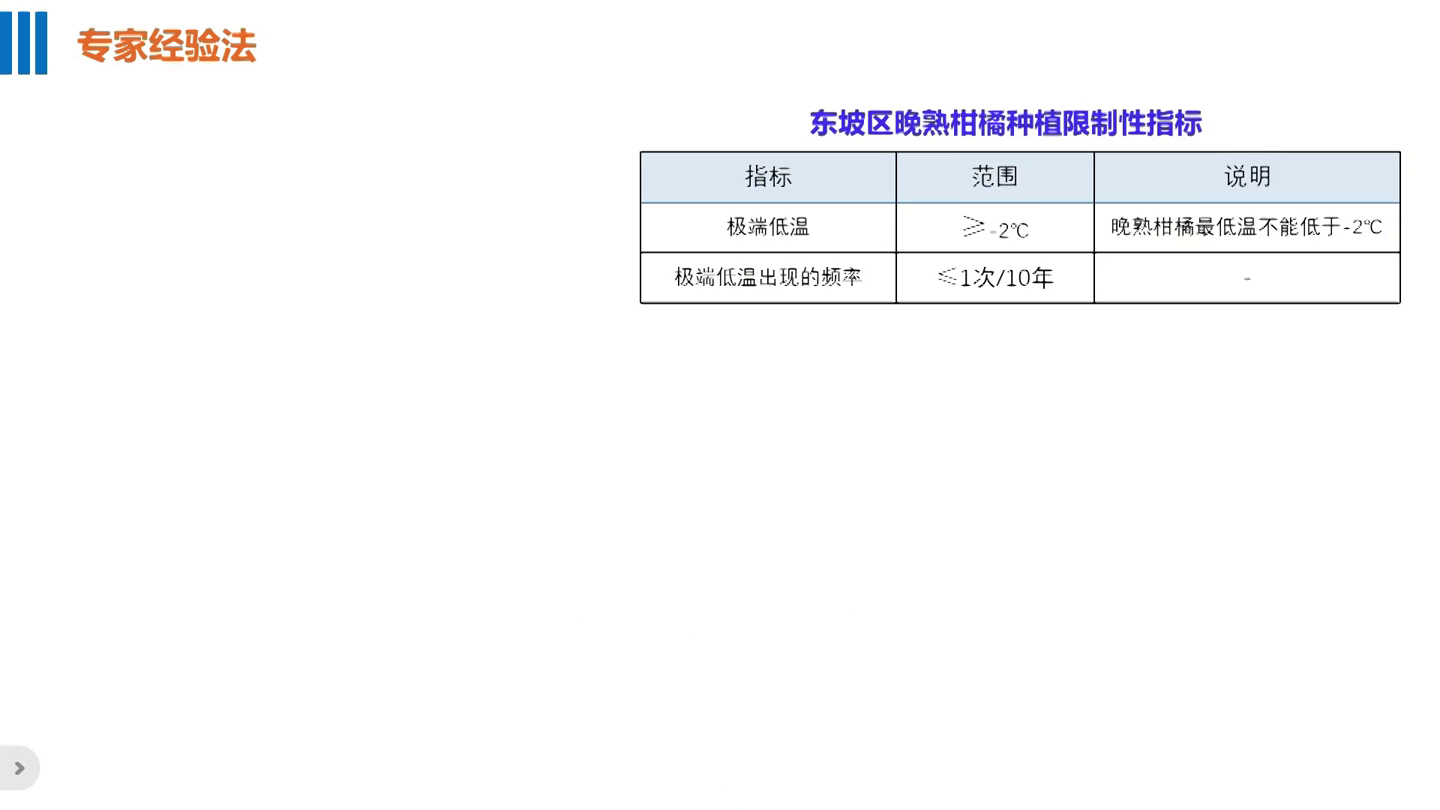 专家经验法
东坡区晚熟柑橘种植限制性指标
指标 范围 说明
极端低温 ≥-2℃ 晚熟柑橘最低温不能低于-2℃
极端低温出现的频率 ≤1次/10年 -